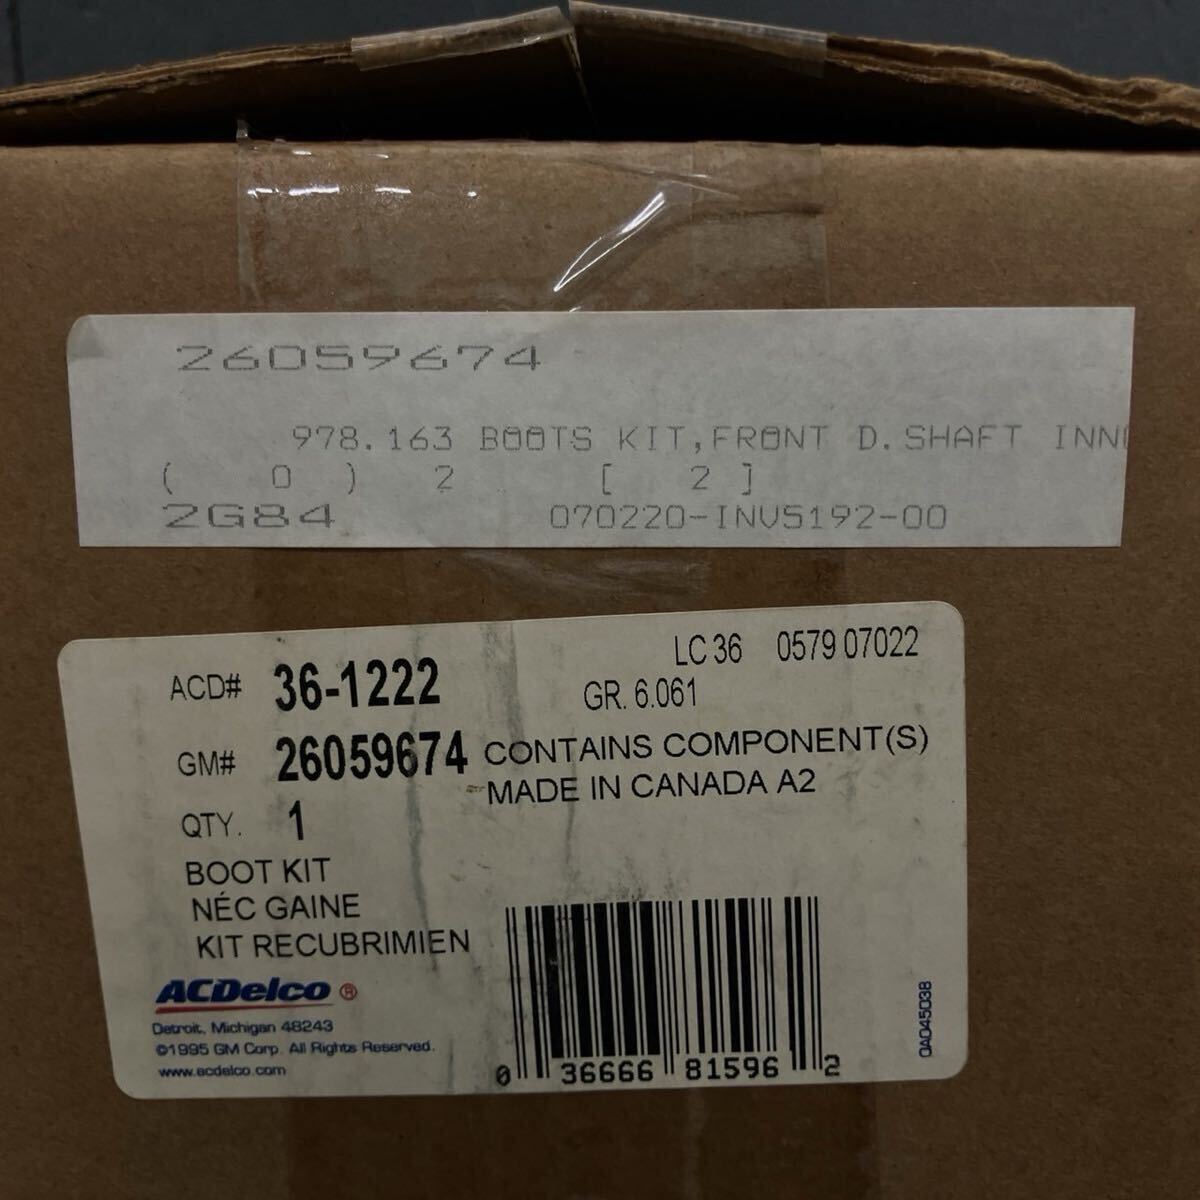 26059674
978.163 BOOTS KIT,FRONT D.SHAFT INN
( 0 ) 2 [ 2 ]
2G84 070220-INV5192-00
LC 36 0579 07022
ACD# 36-1222 GR. 6.061
GM# 26059674 CONTAINS COMPONENT(S)
MADE IN CANADA A2
QTY. 1
BOOT KIT
NÉC GAINE
KIT RECUBRIMIEN
ACDelco ®
Detroit, Michigan 48243
©1995 GM Corp. All Rights Reserved.
www.acdelco.com
0 36666 81596 2
0A045038